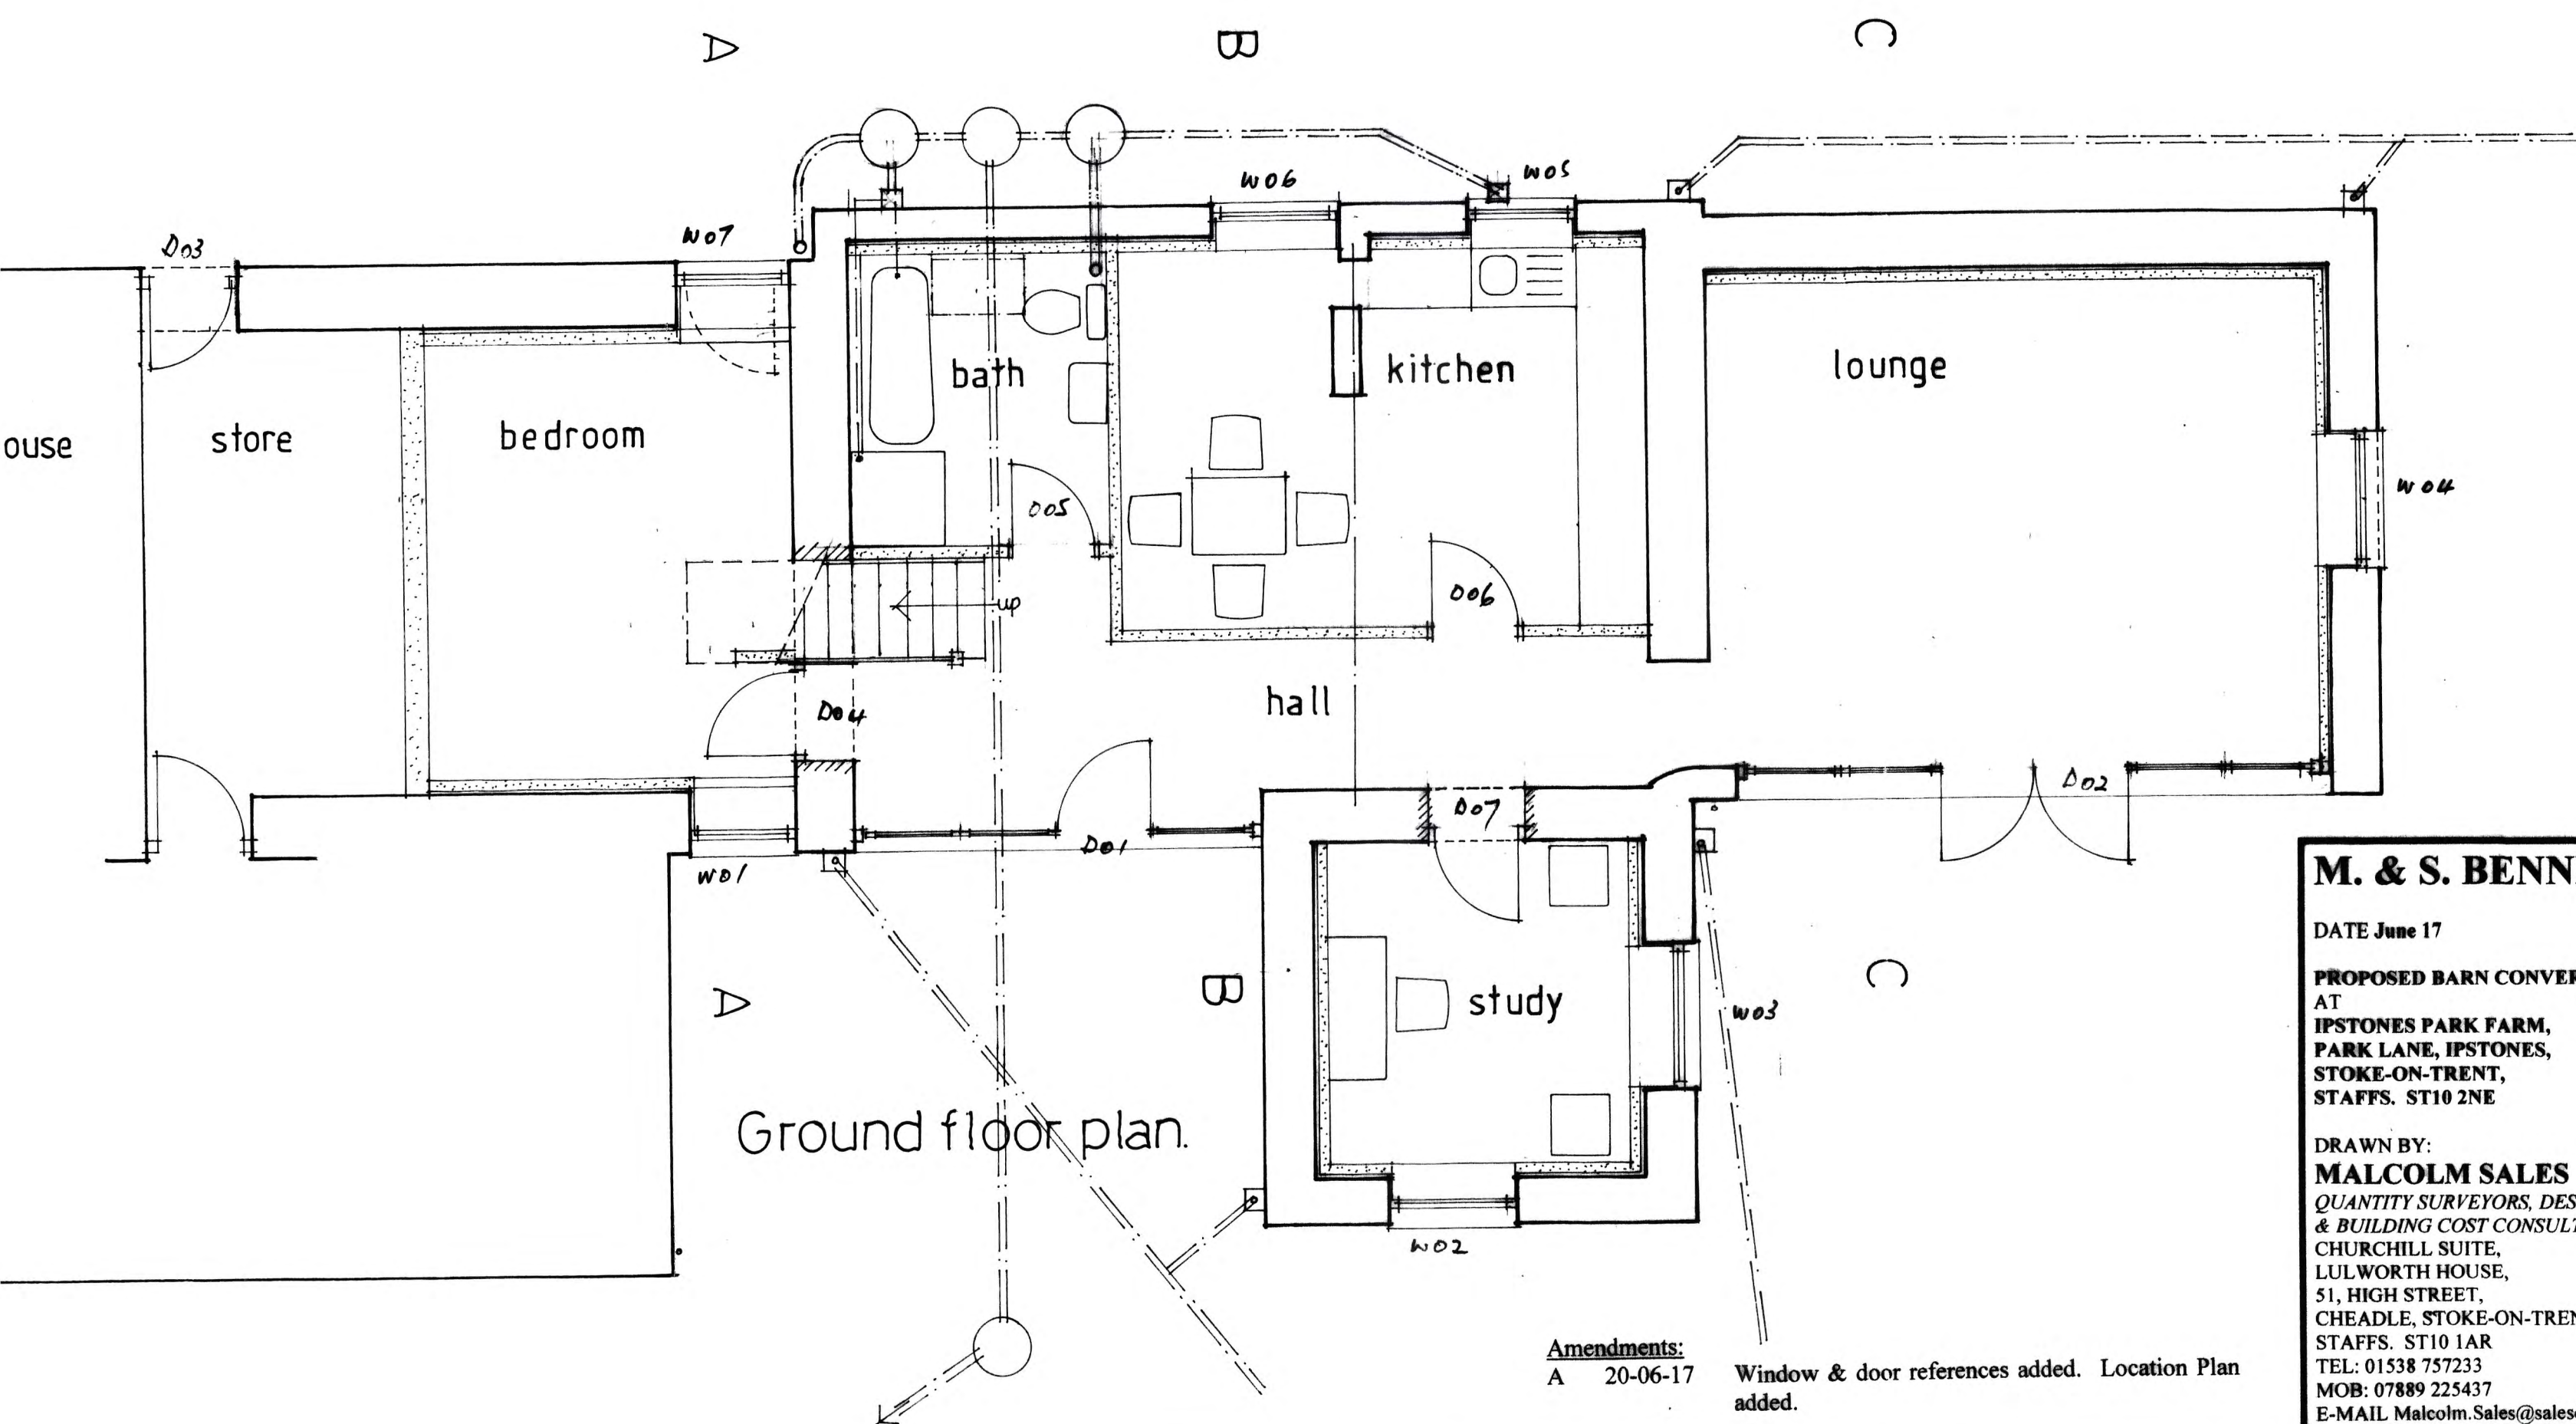 A
B
C
D03
W07
W06
W05
bath
kitchen
lounge
ouse
store
bedroom
D05
W04
up
D06
hall
D04
D07
D02
D01
W01
A
B
C
study
W03
Ground floor plan.
W02
Amendments:
A 20-06-17 Window & door references added. Location Plan
added.
M. & S. BENN
DATE June 17
PROPOSED BARN CONVER
AT
IPSTONES PARK FARM,
PARK LANE, IPSTONES,
STOKE-ON-TRENT,
STAFFS. ST10 2NE
DRAWN BY:
MALCOLM SALES
QUANTITY SURVEYORS, DES
& BUILDING COST CONSULT
CHURCHILL SUITE,
LULWORTH HOUSE,
51, HIGH STREET,
CHEADLE, STOKE-ON-TREN
STAFFS. ST10 1AR
TEL: 01538 757233
MOB: 07889 225437
E-MAIL Malcolm.Sales@sales